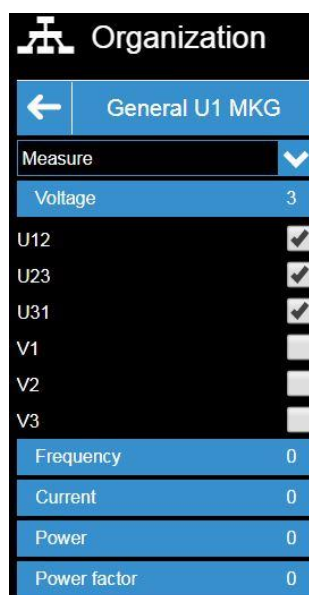 Organization
General U1 MKG
Measure
Voltage 3
U12
U23
U31
V1
V2
V3
Frequency 0
Current 0
Power 0
Power factor 0